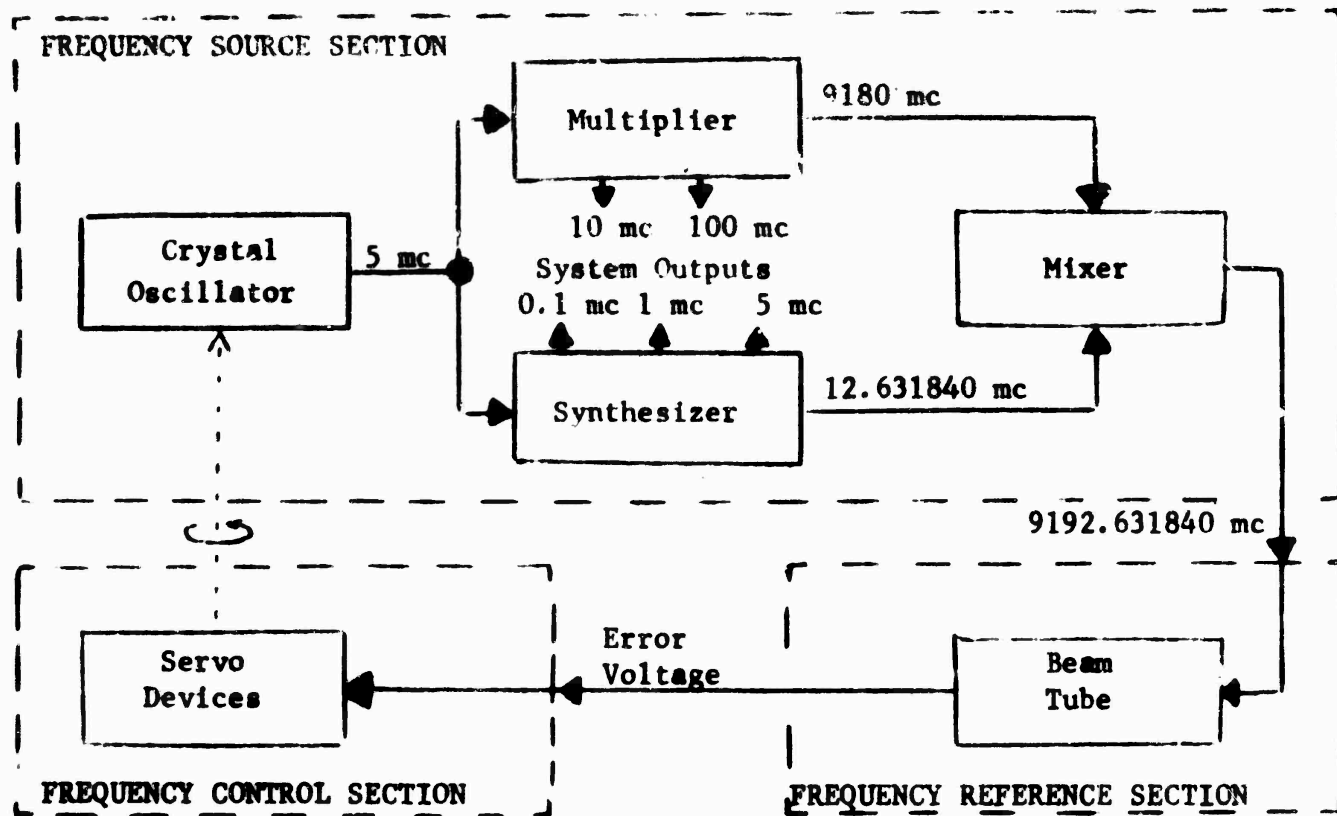 FREQUENCY SOURCE SECTION
Multiplier
9180 mc
10 mc 100 mc
Crystal
Oscillator
5 mc
System Outputs
0.1 mc 1 mc 5 mc
Mixer
Synthesizer
12.631840 mc
9192.631840 mc
Servo
Devices
Error
Voltage
Beam
Tube
FREQUENCY CONTROL SECTION
FREQUENCY REFERENCE SECTION